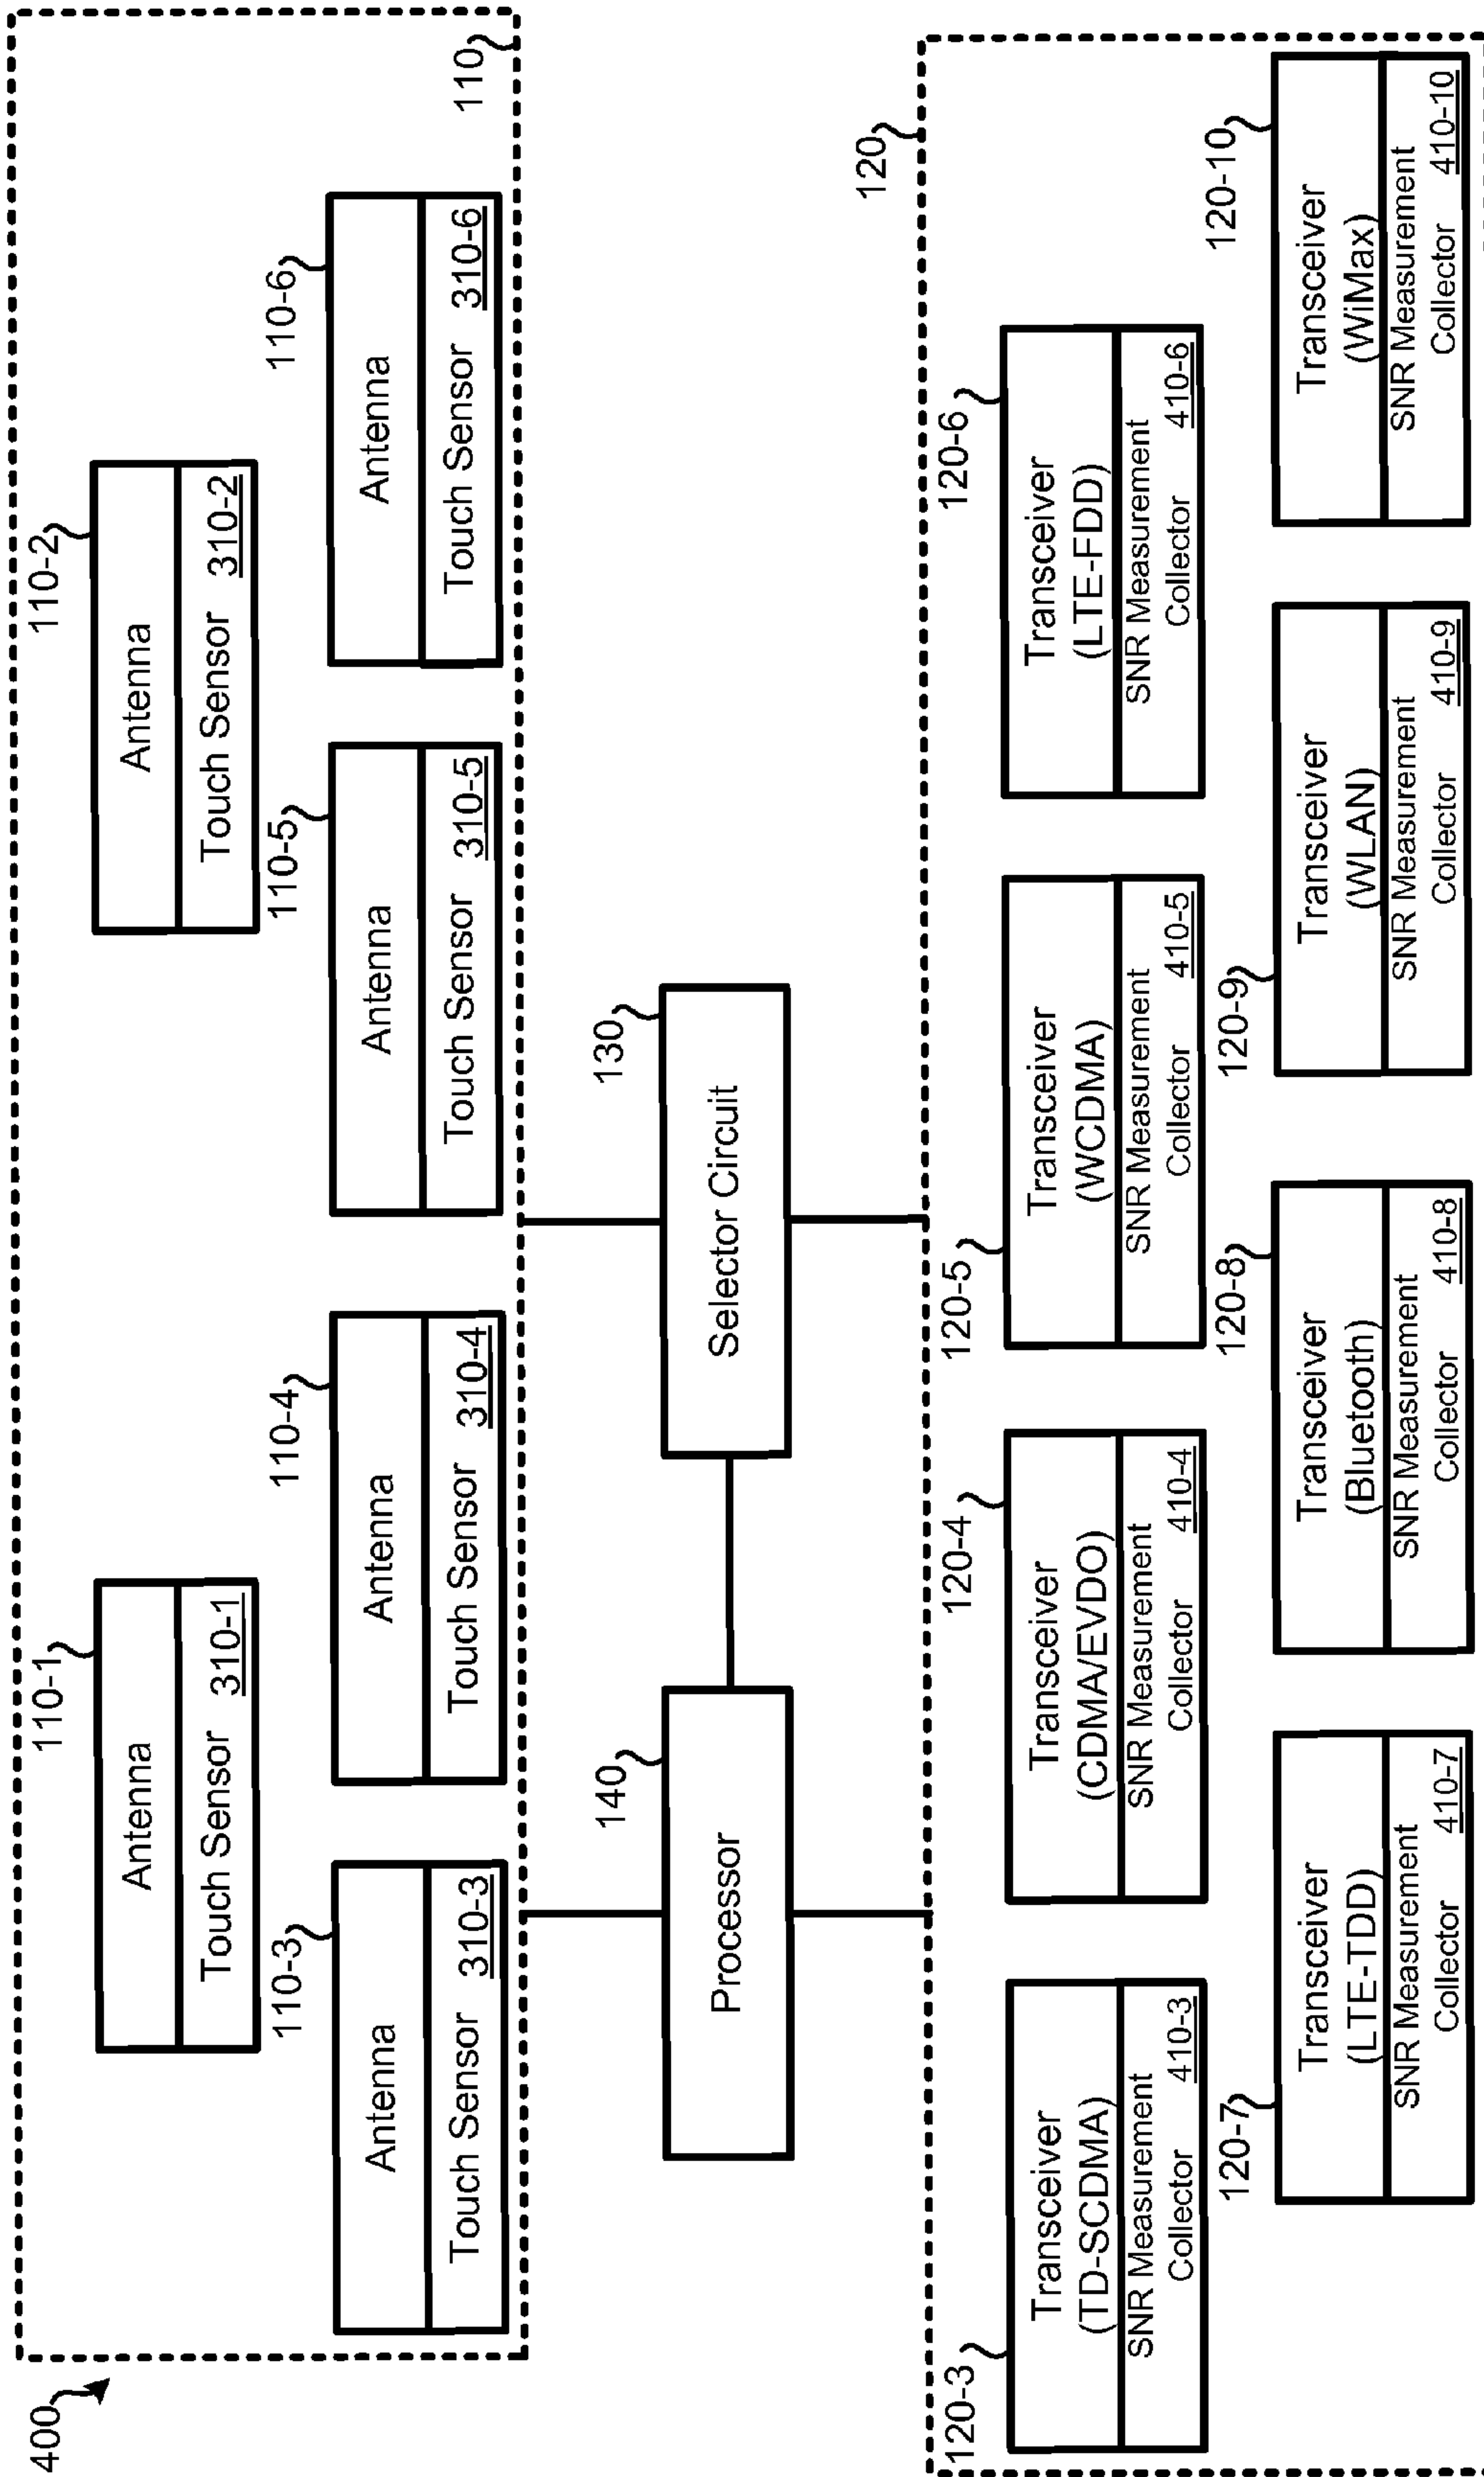 400
110
110-1
Antenna
Touch Sensor 310-1
110-2
Antenna
Touch Sensor 310-2
110-3
Antenna
Touch Sensor 310-3
110-4
Antenna
Touch Sensor 310-4
110-5
Antenna
Touch Sensor 310-5
110-6
Antenna
Touch Sensor 310-6
140
Processor
130
Selector Circuit
120
120-3
Transceiver
(TD-SCDMA)
SNR Measurement
Collector 410-3
120-4
Transceiver
(CDMA/EVDO)
SNR Measurement
Collector 410-4
120-5
Transceiver
(WCDMA)
SNR Measurement
Collector 410-5
120-6
Transceiver
(LTE-FDD)
SNR Measurement
Collector 410-6
120-7
Transceiver
(LTE-TDD)
SNR Measurement
Collector 410-7
120-8
Transceiver
(Bluetooth)
SNR Measurement
Collector 410-8
120-9
Transceiver
(WLAN)
SNR Measurement
Collector 410-9
120-10
Transceiver
(WiMax)
SNR Measurement
Collector 410-10